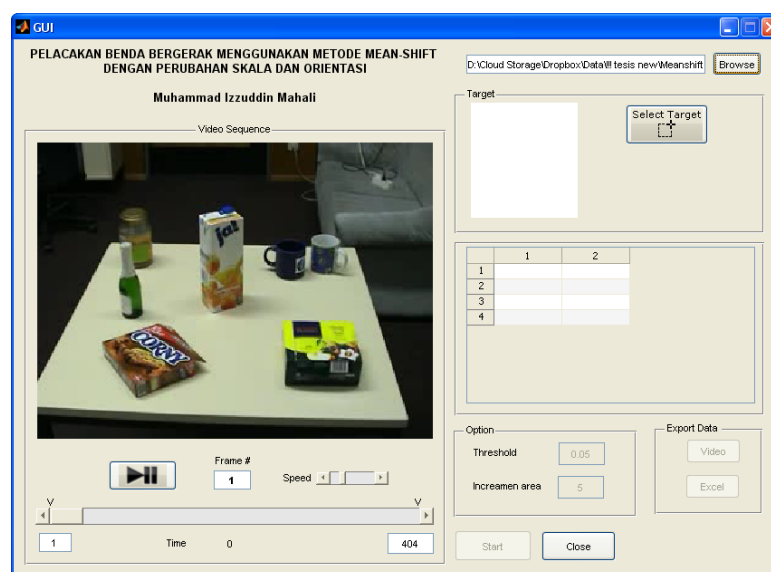 GUI
PELACAKAN BENDA BERGERAK MENGGUNAKAN METODE MEAN-SHIFT
DENGAN PERUBAHAN SKALA DAN ORIENTASI
Muhammad Izzuddin Mahali
D:\Cloud Storage\Dropbox\Data\!!! tesis new\Meanshift
Browse
Video Sequence
ja!
CORNY
Frame #
1
Speed
V V
1
Time 0
404
Target
Select Target
1 2
1
2
3
4
Option
Threshold 0.05
Increamen area 5
Export Data
Video
Excel
Start
Close